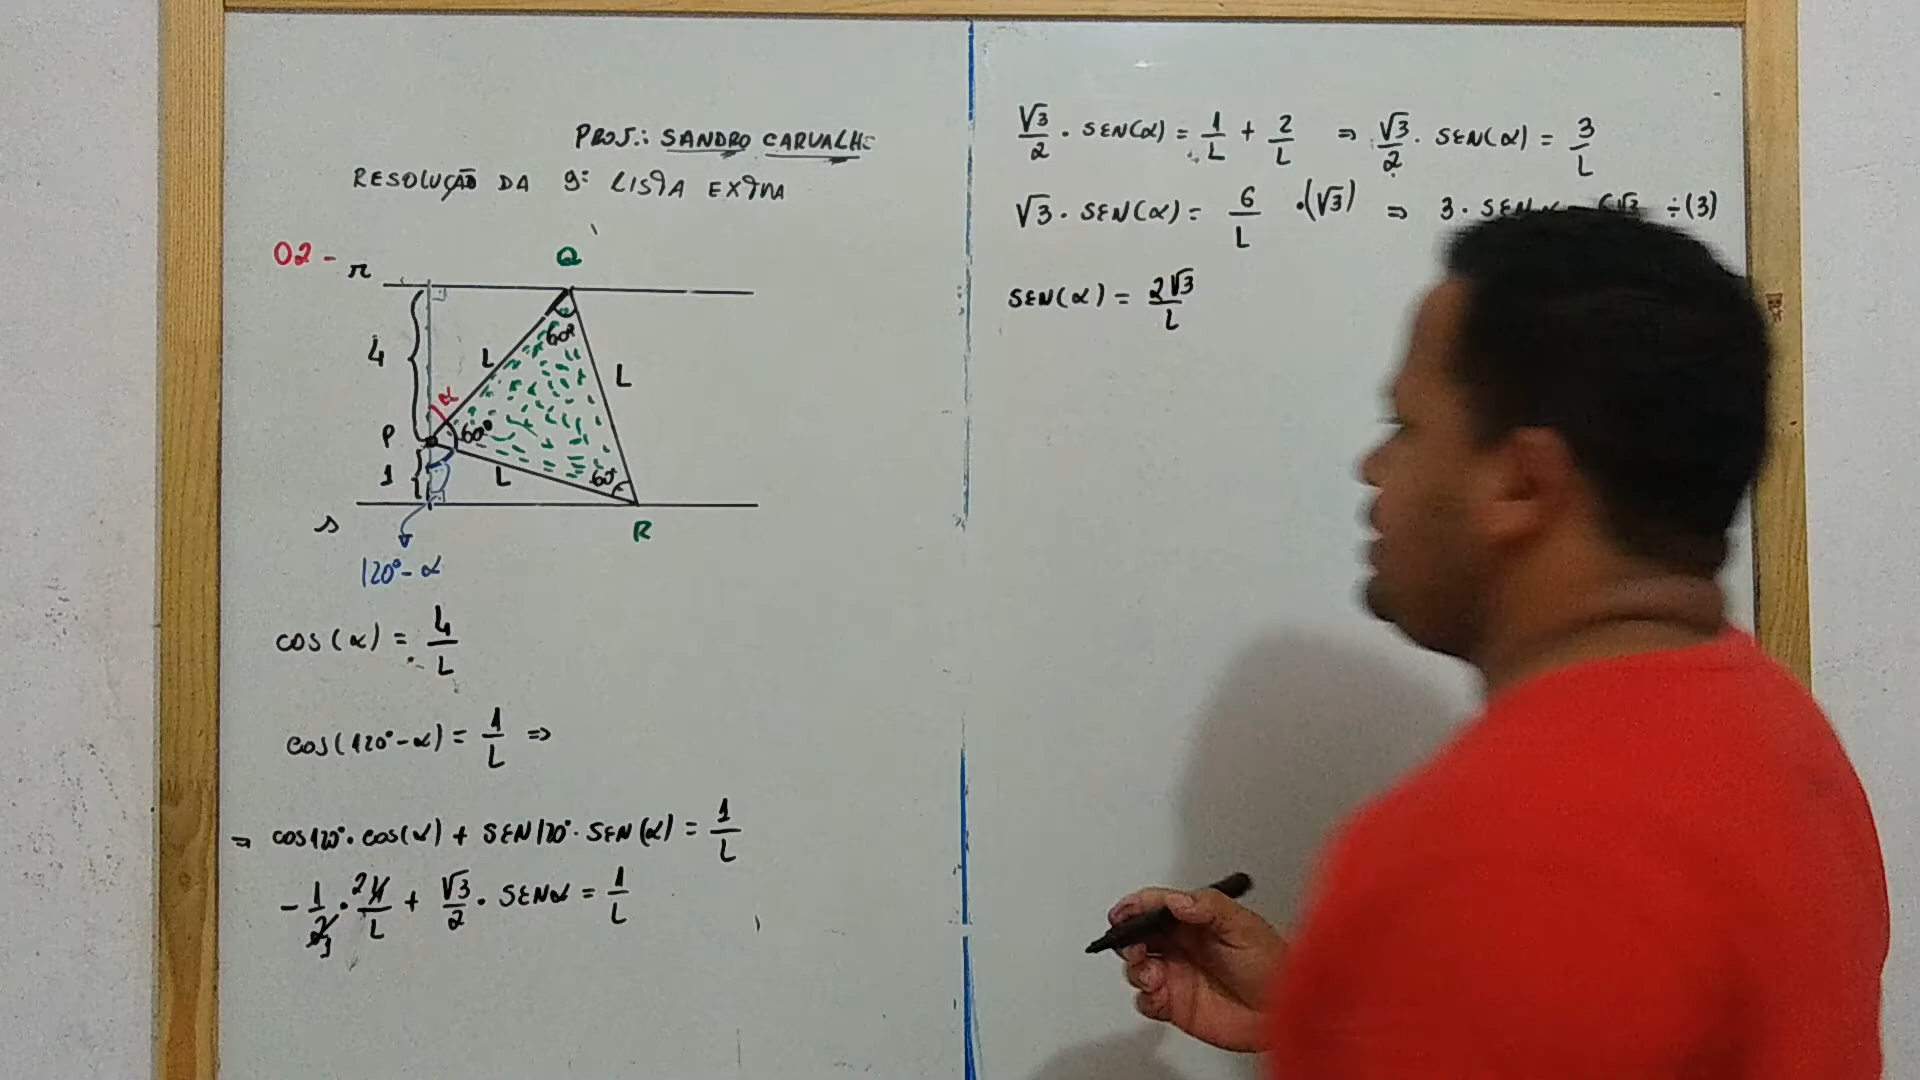 PROF.: SANDRO CARVALHO
RESOLUÇÃO DA 9ª LISTA EXTRA
02 - r
Q
4
60°
L
L
α
P
60°
1
L
60°
s
R
120° - α
cos(α) = 4/L
cos(120° - α) = 1/L ⇒
⇒ cos120° . cos(α) + SEN120° . SEN(α) = 1/L
- 1/2 . 4/L + √3/2 . SENα = 1/L
√3/2 . SEN(α) = 1/L + 2/L ⇒ √3/2 . SEN(α) = 3/L
√3 . SEN(α) = 6/L .(√3) ⇒ 3 . SEN ÷(3)
SEN(α) = 2√3/L